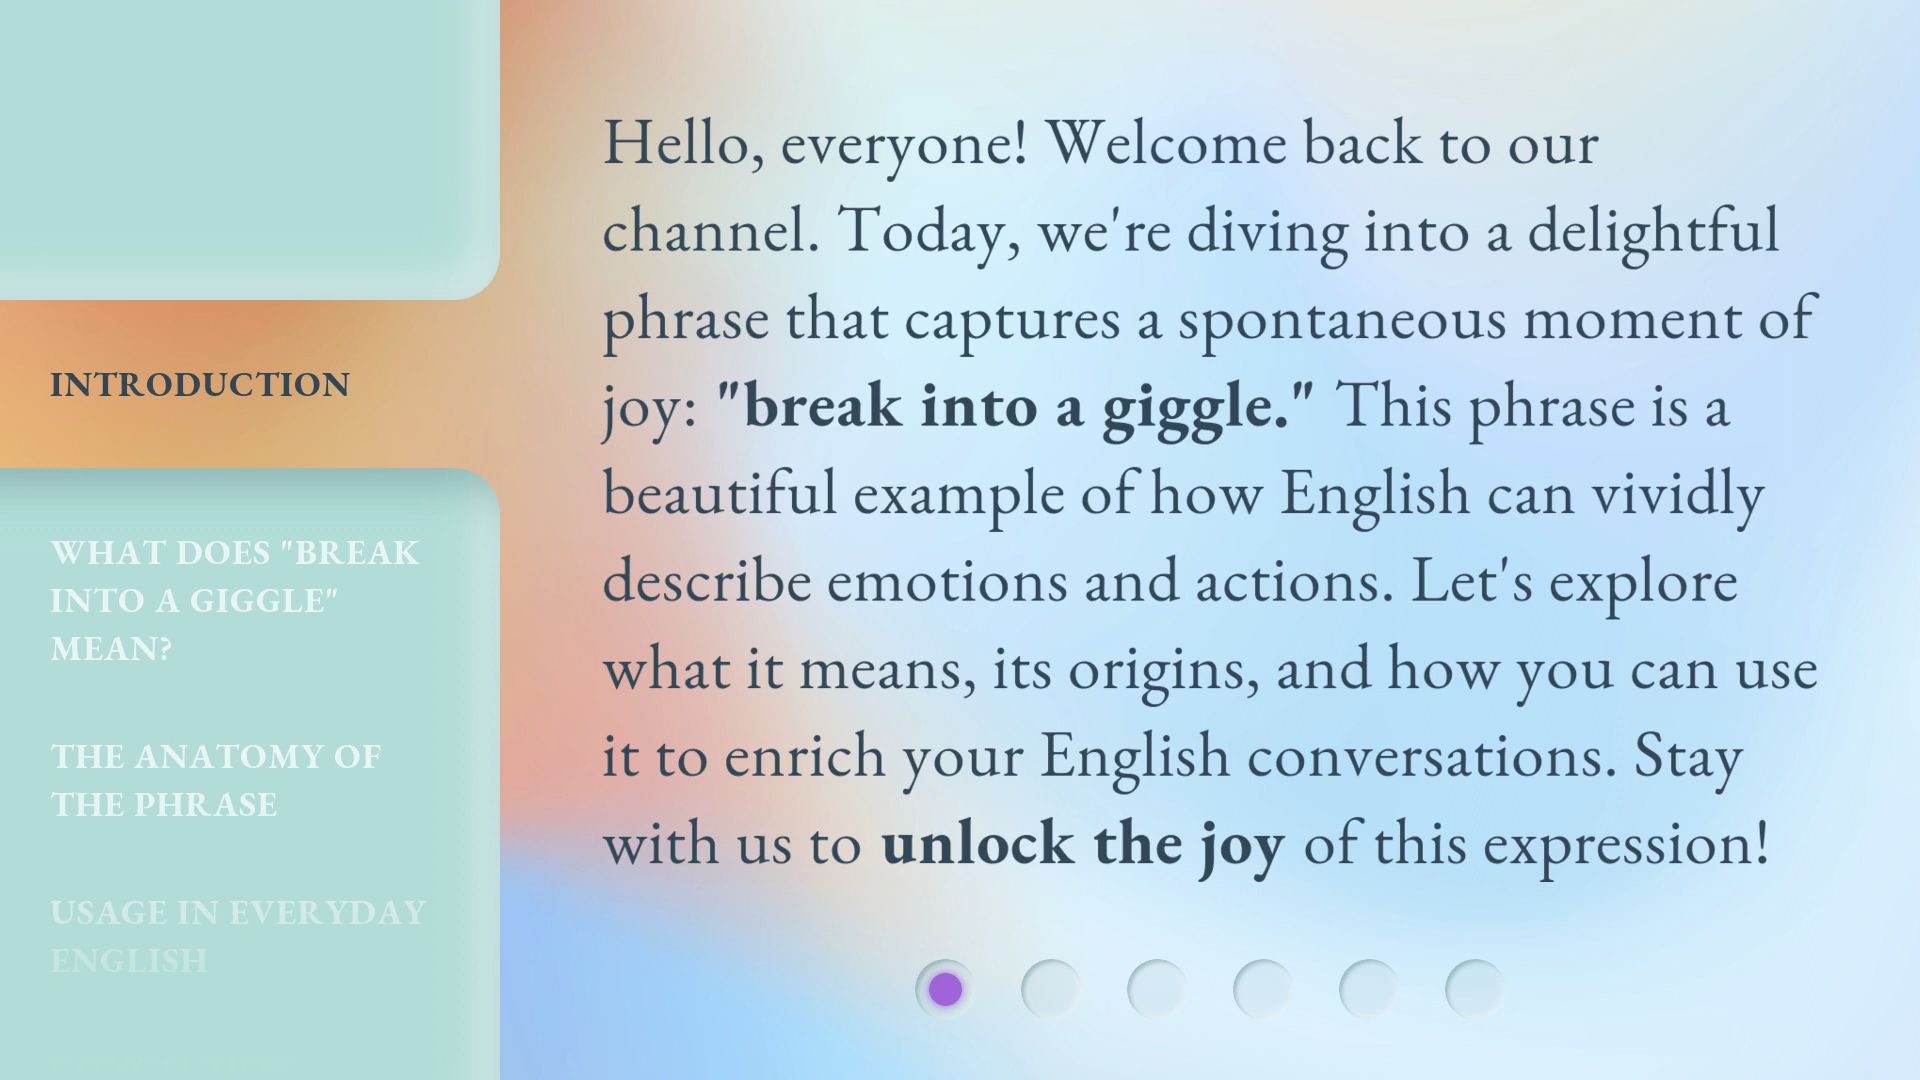 INTRODUCTION
WHAT DOES "BREAK
INTO A GIGGLE"
MEAN?
THE ANATOMY OF
THE PHRASE
USAGE IN EVERYDAY
ENGLISH
Hello, everyone! Welcome back to our
channel. Today, we're diving into a delightful
phrase that captures a spontaneous moment of
joy: "break into a giggle." This phrase is a
beautiful example of how English can vividly
describe emotions and actions. Let's explore
what it means, its origins, and how you can use
it to enrich your English conversations. Stay
with us to unlock the joy of this expression!